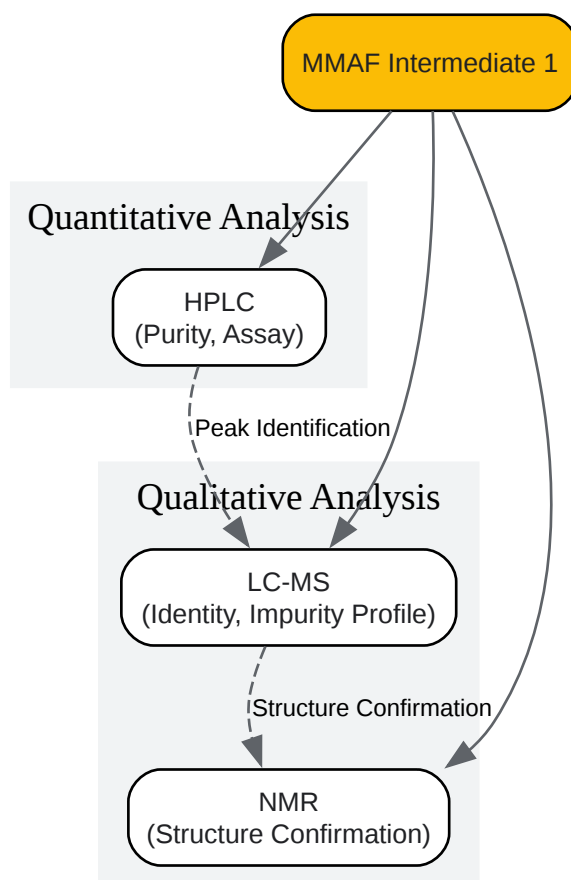 MMAF Intermediate 1
Quantitative Analysis
HPLC
(Purity, Assay)
Peak Identification
Qualitative Analysis
LC-MS
(Identity, Impurity Profile)
Structure Confirmation
NMR
(Structure Confirmation)